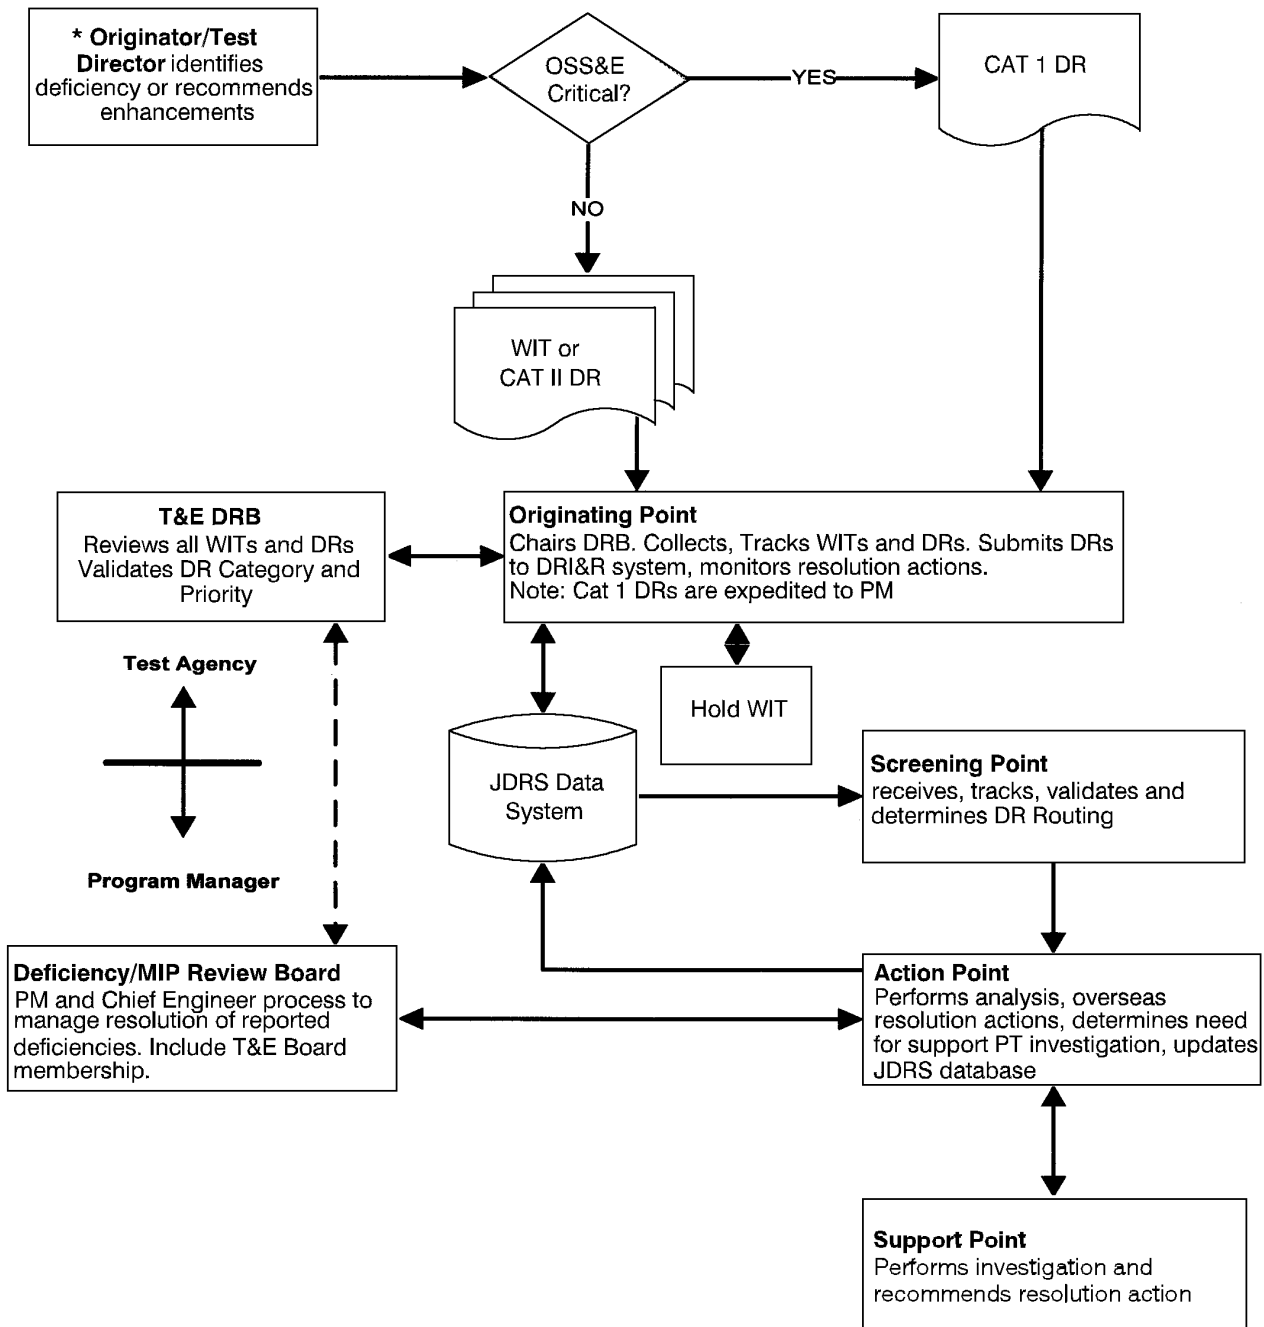 * Originator/Test
Director identifies
deficiency or recommends
enhancements
OSS&E
Critical?
YES
CAT 1 DR
NO
WIT or
CAT II DR
T&E DRB
Reviews all WITs and DRs
Validates DR Category and
Priority
Originating Point
Chairs DRB. Collects, Tracks WITs and DRs. Submits DRs
to DRI&R system, monitors resolution actions.
Note: Cat 1 DRs are expedited to PM
Test Agency
Program Manager
Hold WIT
JDRS Data
System
Screening Point
receives, tracks, validates and
determines DR Routing
Deficiency/MIP Review Board
PM and Chief Engineer process to
manage resolution of reported
deficiencies. Include T&E Board
membership.
Action Point
Performs analysis, overseas
resolution actions, determines need
for support PT investigation, updates
JDRS database
Support Point
Performs investigation and
recommends resolution action